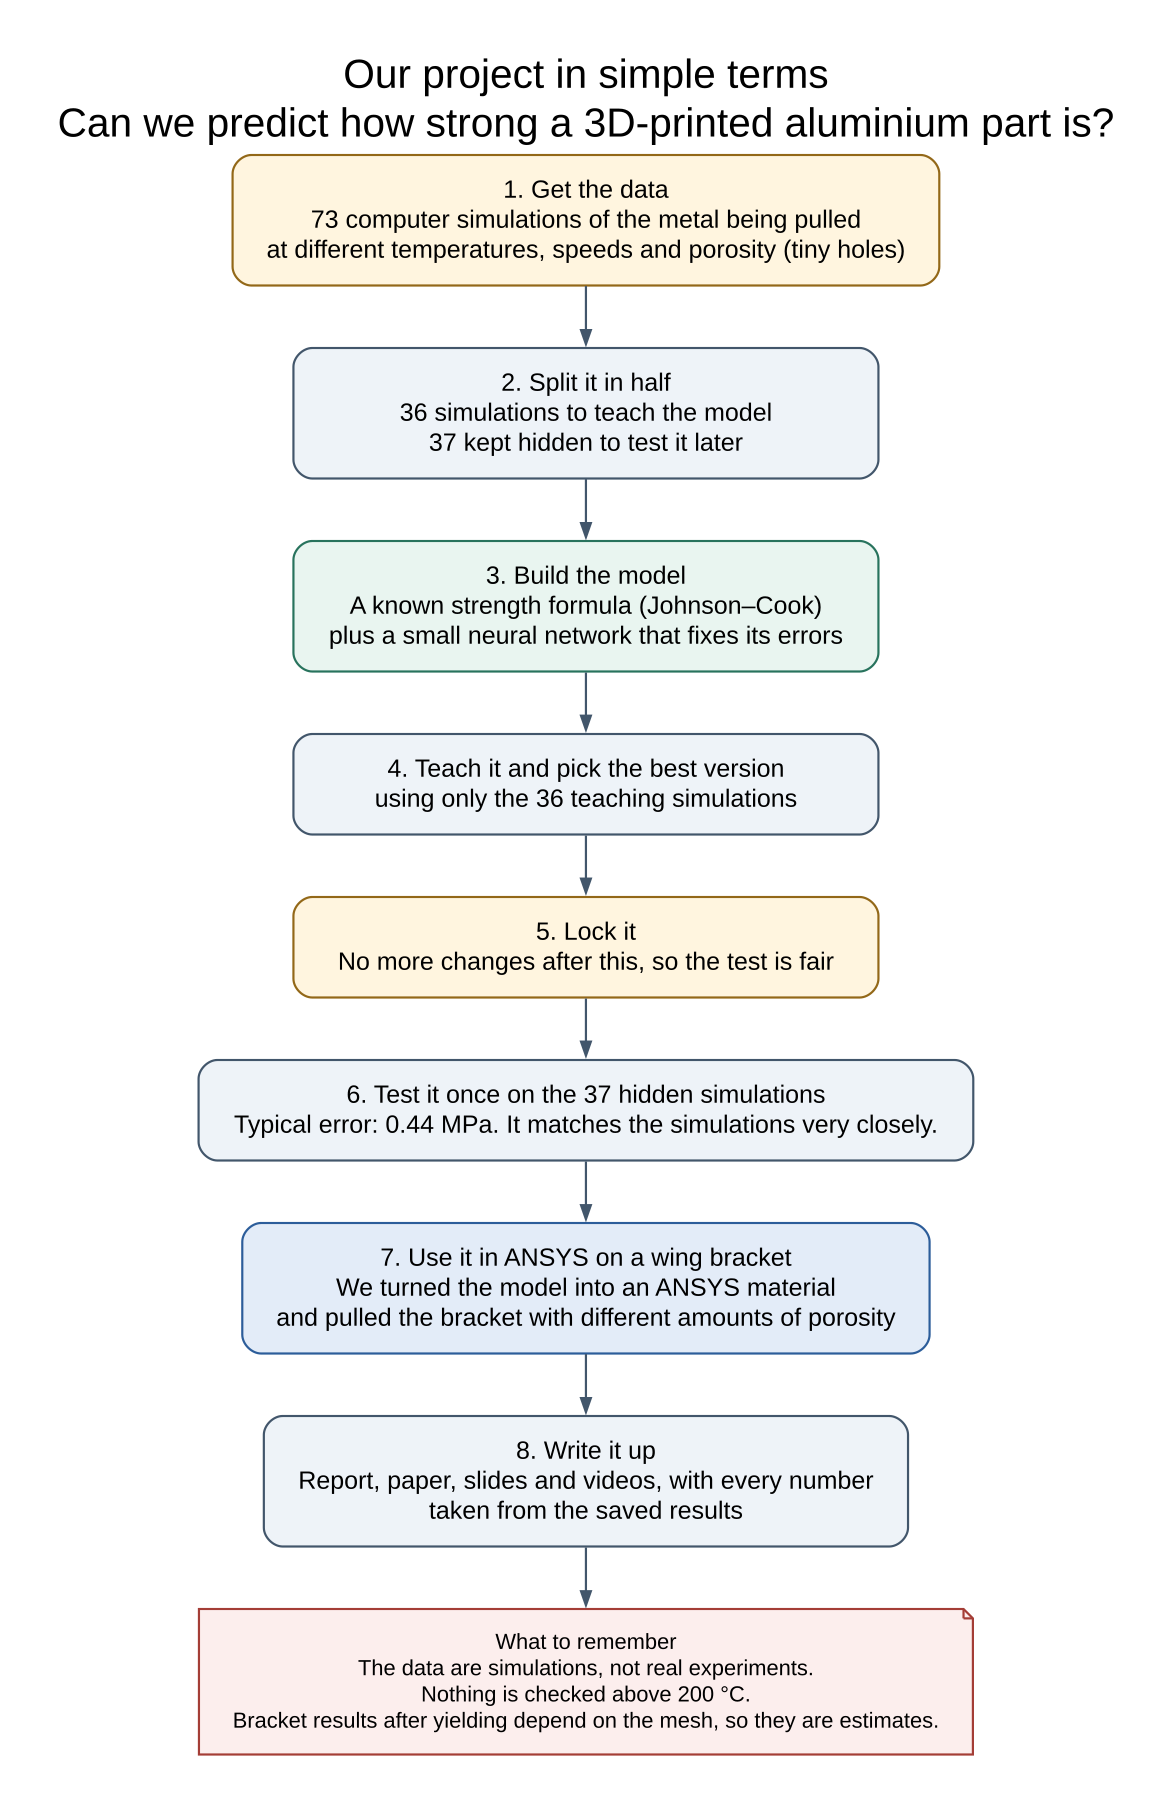 Our project in simple terms
Can we predict how strong a 3D-printed aluminium part is?
1. Get the data
73 computer simulations of the metal being pulled
at different temperatures, speeds and porosity (tiny holes)
2. Split it in half
36 simulations to teach the model
37 kept hidden to test it later
3. Build the model
A known strength formula (Johnson–Cook)
plus a small neural network that fixes its errors
4. Teach it and pick the best version
using only the 36 teaching simulations
5. Lock it
No more changes after this, so the test is fair
6. Test it once on the 37 hidden simulations
Typical error: 0.44 MPa. It matches the simulations very closely.
7. Use it in ANSYS on a wing bracket
We turned the model into an ANSYS material
and pulled the bracket with different amounts of porosity
8. Write it up
Report, paper, slides and videos, with every number
taken from the saved results
What to remember
The data are simulations, not real experiments.
Nothing is checked above 200 °C.
Bracket results after yielding depend on the mesh, so they are estimates.